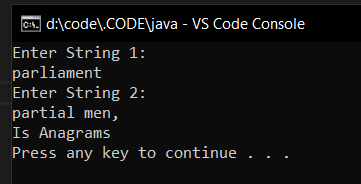 d:\code\.CODE\java - VS Code Console
Enter String 1:
parliament
Enter String 2:
partial men,
Is Anagrams
Press any key to continue . . .